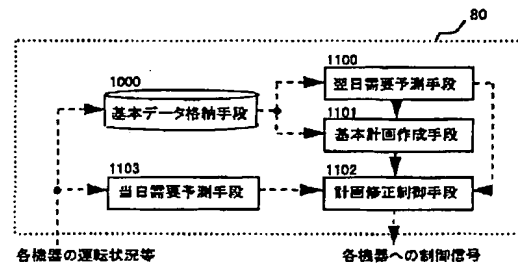 80
1100
翌日需要予測手段
1000
基本データ格納手段
1101
基本計画作成手段
1103
当日需要予測手段
1102
計画修正制御手段
各機器の運転状況等
各機器への制御信号